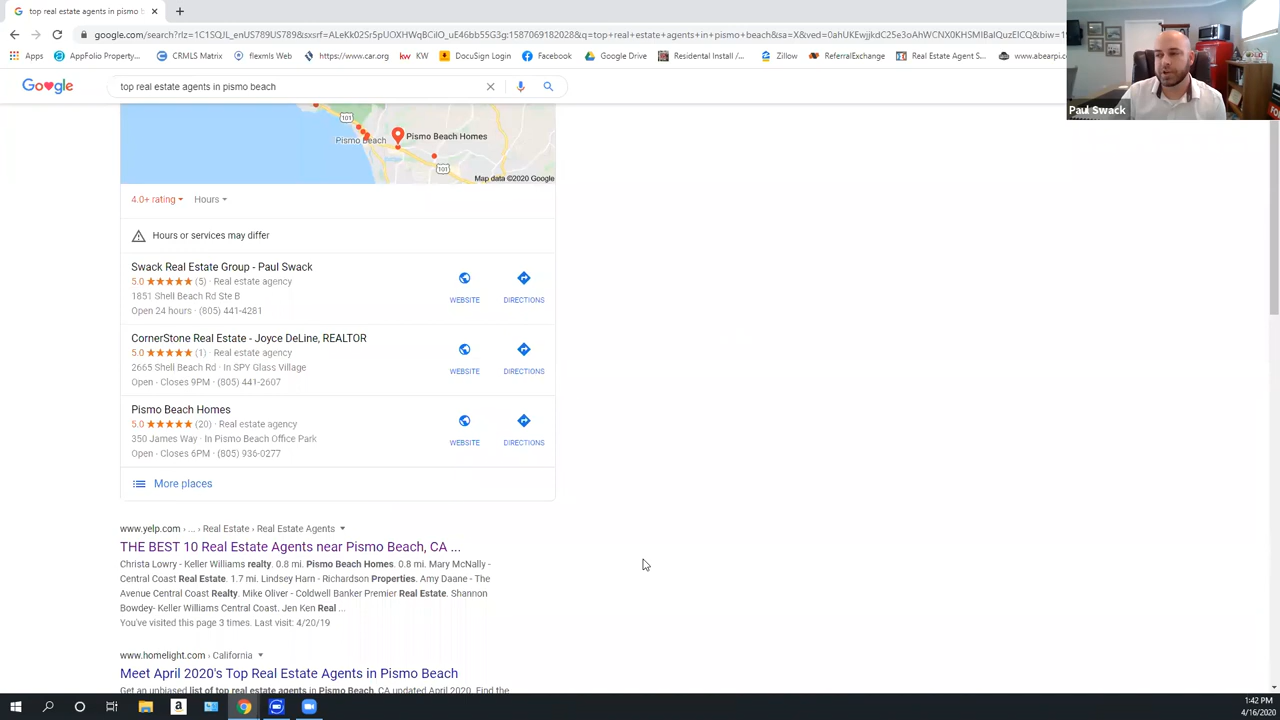 top real estate agents in pismo b
google.com/search?rlz=1C1SQJL_enUS789US789&sxsrf=
Apps
AppFolio Property...
CRMLS Matrix
flexmls Web
https://www.car.org
KW
DocuSign Login
Facebook
Google Drive
Residential Install /...
Zillow
ReferralExchange
Real Estate Agent S...
www.abearpi.c
Google
top real estate agents in pismo beach
Paul Swack
101
Pismo Beach
Pismo Beach Homes
101
Map data ©2020 Google
4.0+ rating
Hours
Hours or services may differ
Swack Real Estate Group - Paul Swack
5.0 ★★★★★ (5) · Real estate agency
1851 Shell Beach Rd Ste B
Open 24 hours · (805) 441-4281
WEBSITE
DIRECTIONS
CornerStone Real Estate - Joyce DeLine, REALTOR
5.0 ★★★★★ (1) · Real estate agency
2665 Shell Beach Rd · In SPY Glass Village
Open · Closes 9PM · (805) 441-2607
WEBSITE
DIRECTIONS
Pismo Beach Homes
5.0 ★★★★★ (20) · Real estate agency
350 James Way · In Pismo Beach Office Park
Open · Closes 6PM · (805) 936-0277
WEBSITE
DIRECTIONS
More places
www.yelp.com › ... › Real Estate › Real Estate Agents
THE BEST 10 Real Estate Agents near Pismo Beach, CA ...
Christa Lowry - Keller Williams realty. 0.8 mi. Pismo Beach Homes. 0.8 mi. Mary McNally -
Central Coast Real Estate. 1.7 mi. Lindsey Harn - Richardson Properties. Amy Daane - The
Avenue Central Coast Realty. Mike Oliver - Coldwell Banker Premier Real Estate. Shannon
Bowdey- Keller Williams Central Coast. Jen Ken Real ...
You've visited this page 3 times. Last visit: 4/20/19
www.homelight.com › California
Meet April 2020's Top Real Estate Agents in Pismo Beach
Get an unbiased list of top real estate agents in Pismo Beach, CA updated April 2020. Find the
1:42 PM
4/16/2020